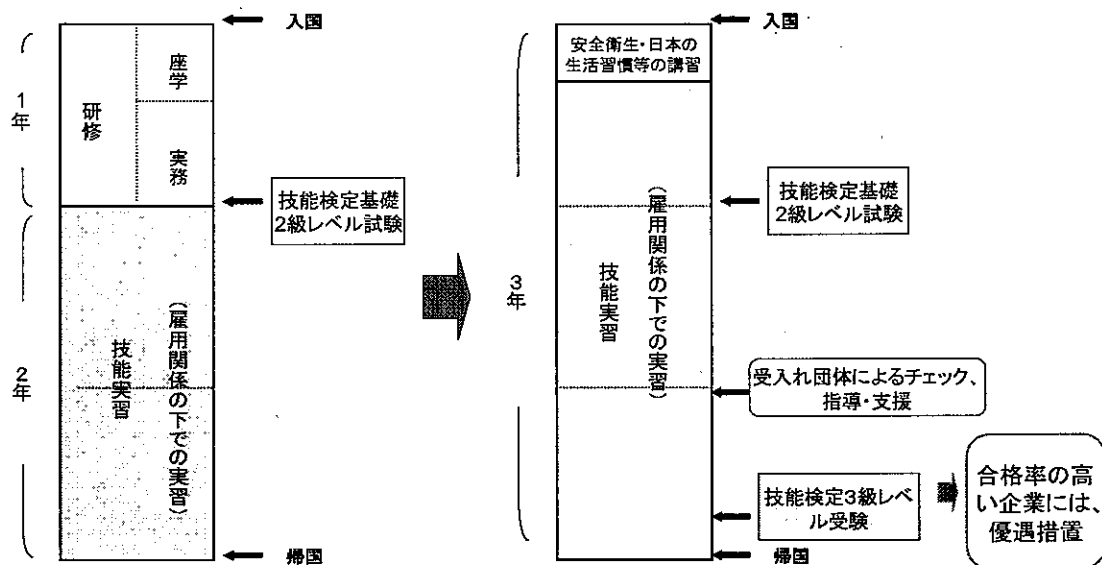 入国
1年
研修
座学
実務
技能検定基礎
2級レベル試験
2年
技能実習
(雇用関係の下での実習)
帰国
入国
安全衛生・日本の
生活習慣等の講習
3年
技能実習
(雇用関係の下での実習)
技能検定基礎
2級レベル試験
受入れ団体によるチェック、
指導・支援
技能検定3級レベ
ル受験
合格率の高
い企業には、
優遇措置
帰国